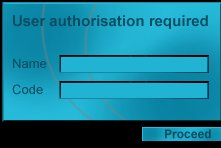 User authorisation required
Name
Code
Proceed